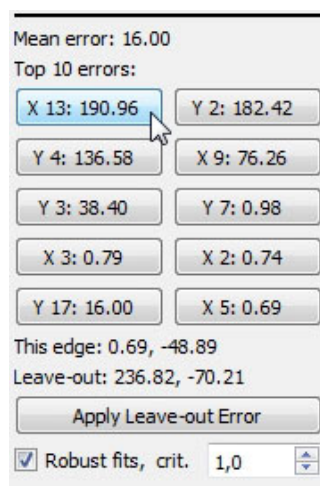 Mean error: 16.00
Top 10 errors:
X 13: 190.96 Y 2: 182.42
Y 4: 136.58 X 9: 76.26
Y 3: 38.40 Y 7: 0.98
X 3: 0.79 X 2: 0.74
Y 17: 16.00 X 5: 0.69
This edge: 0.69, -48.89
Leave-out: 236.82, -70.21
Apply Leave-out Error
Robust fits, crit. 1,0